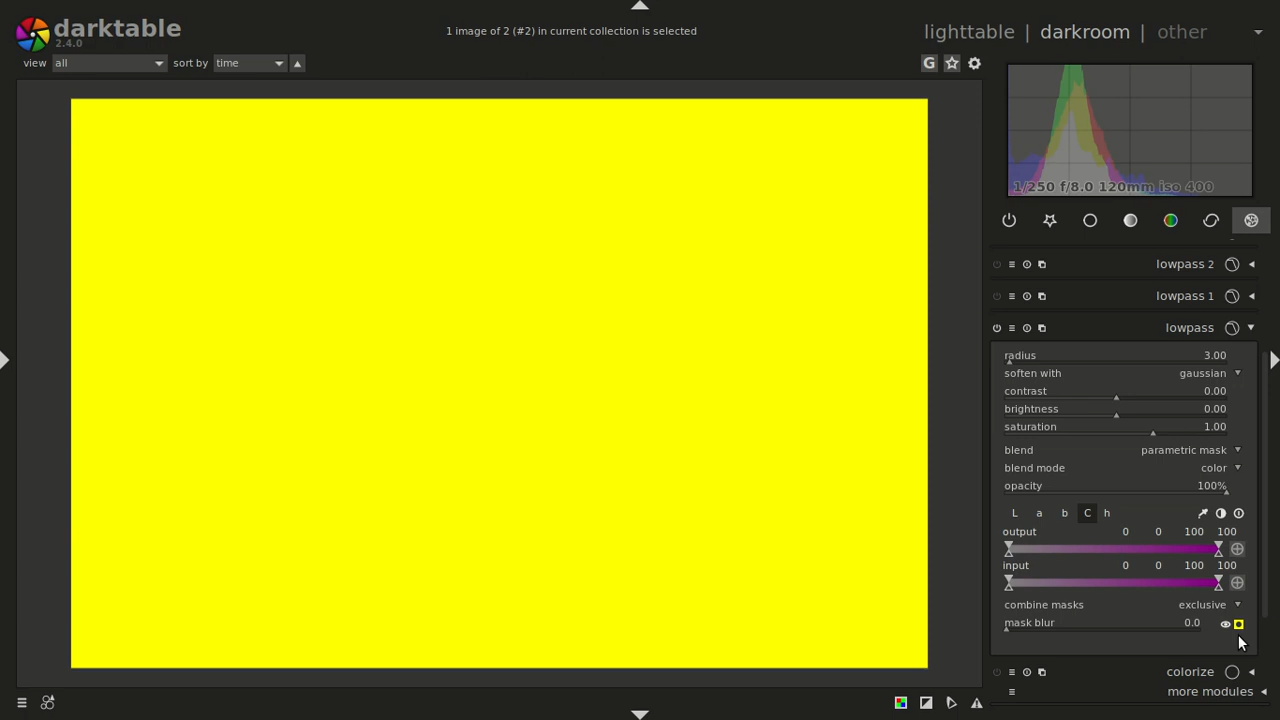 darktable
2.4.0
1 image of 2 (#2) in current collection is selected
lighttable | darkroom | other
view all sort by time
G
1/250 f/8.0 120mm iso 400
lowpass 2
lowpass 1
lowpass
radius 3.00
soften with gaussian
contrast 0.00
brightness 0.00
saturation 1.00
blend parametric mask
blend mode color
opacity 100%
L a b C h
output 0 0 100 100
input 0 0 100 100
combine masks exclusive
mask blur 0.0
colorize
more modules